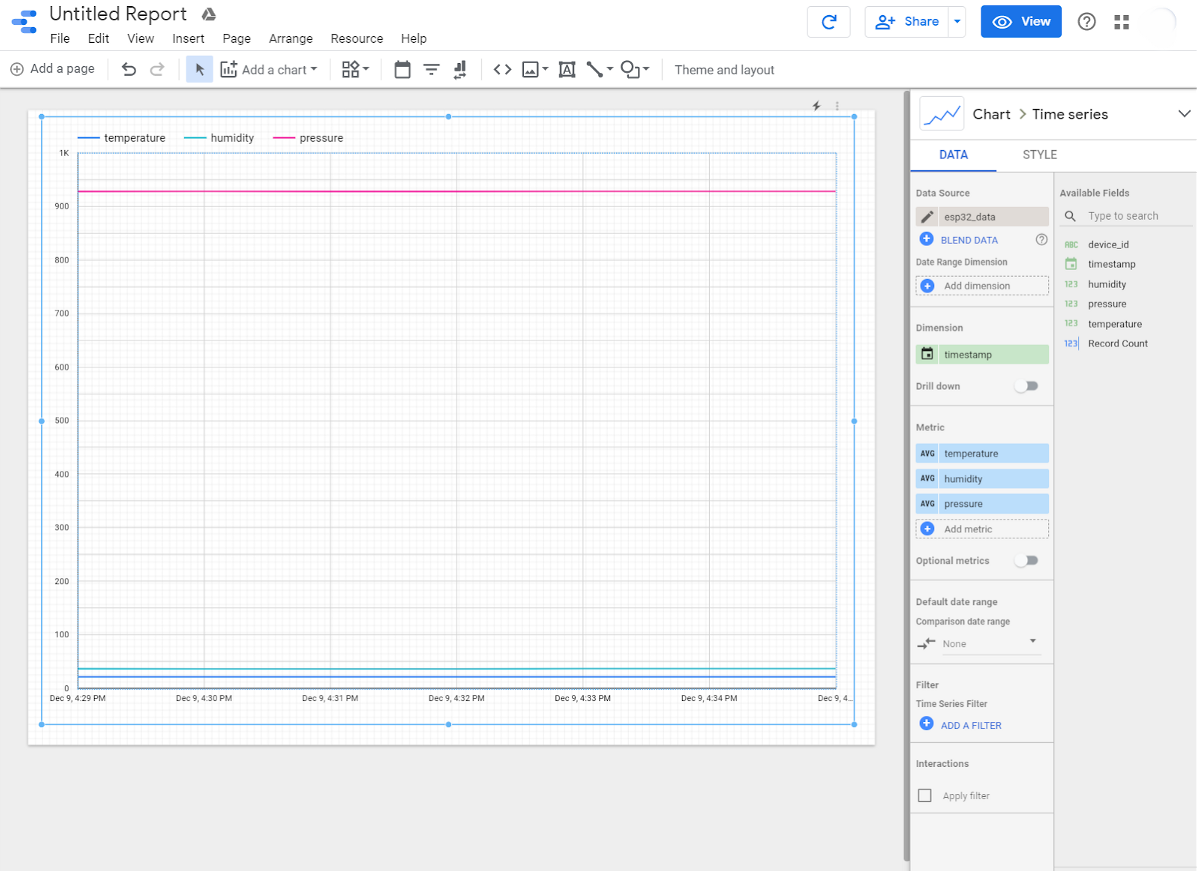 Untitled Report
File Edit View Insert Page Arrange Resource Help
Share
View
Add a page
Add a chart
Theme and layout
temperature humidity pressure
1K
900
800
700
600
500
400
300
200
100
0
Dec 9, 4:29 PM Dec 9, 4:30 PM Dec 9, 4:31 PM Dec 9, 4:32 PM Dec 9, 4:33 PM Dec 9, 4:34 PM Dec 9, 4...
Chart > Time series
DATA STYLE
Data Source
esp32_data
BLEND DATA
Date Range Dimension
Add dimension
Dimension
timestamp
Drill down
Metric
AVG temperature
AVG humidity
AVG pressure
Add metric
Optional metrics
Default date range
Comparison date range
None
Filter
Time Series Filter
ADD A FILTER
Interactions
Apply filter
Available Fields
Type to search
ABC device_id
timestamp
123 humidity
123 pressure
123 temperature
123 Record Count